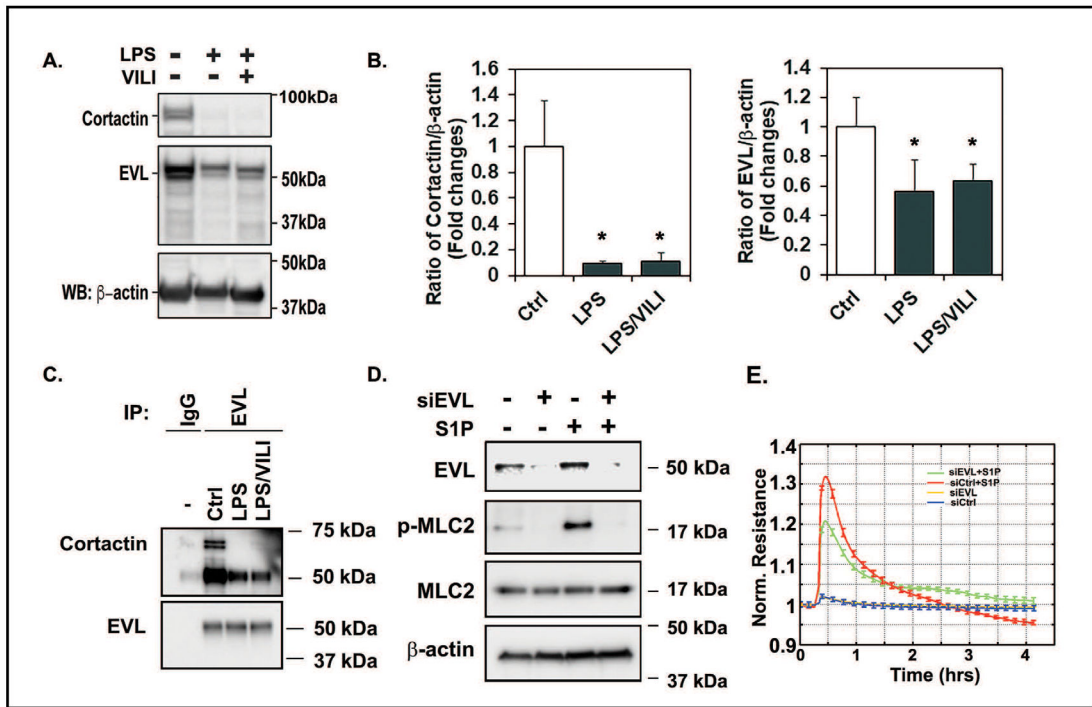 A.
LPS - + +
VILI - - +
100kDa
Cortactin
EVL
50kDa
37kDa
50kDa
WB: β-actin
37kDa
B.
Ratio of Cortactin/β-actin
(Fold changes)
1.6
1.4
1.2
1
0.8
0.6
0.4
0.2
0
*
*
Ctrl
LPS
LPS/VILI
Ratio of EVL/β-actin
(Fold changes)
1.4
1.2
1
0.8
0.6
0.4
0.2
0
*
*
Ctrl
LPS
LPS/VILI
C.
IP:
IgG
EVL
-
Ctrl
LPS
LPS/VILI
Cortactin
75 kDa
50 kDa
EVL
50 kDa
37 kDa
D.
siEVL - + - +
S1P - - + +
EVL
50 kDa
p-MLC2
17 kDa
MLC2
17 kDa
50 kDa
β-actin
37 kDa
E.
Norm. Resistance
1.4
1.3
1.2
1.1
1
0.9
siEVL+S1P
siCtrl+S1P
siEVL
siCtrl
0
1
2
3
4
Time (hrs)